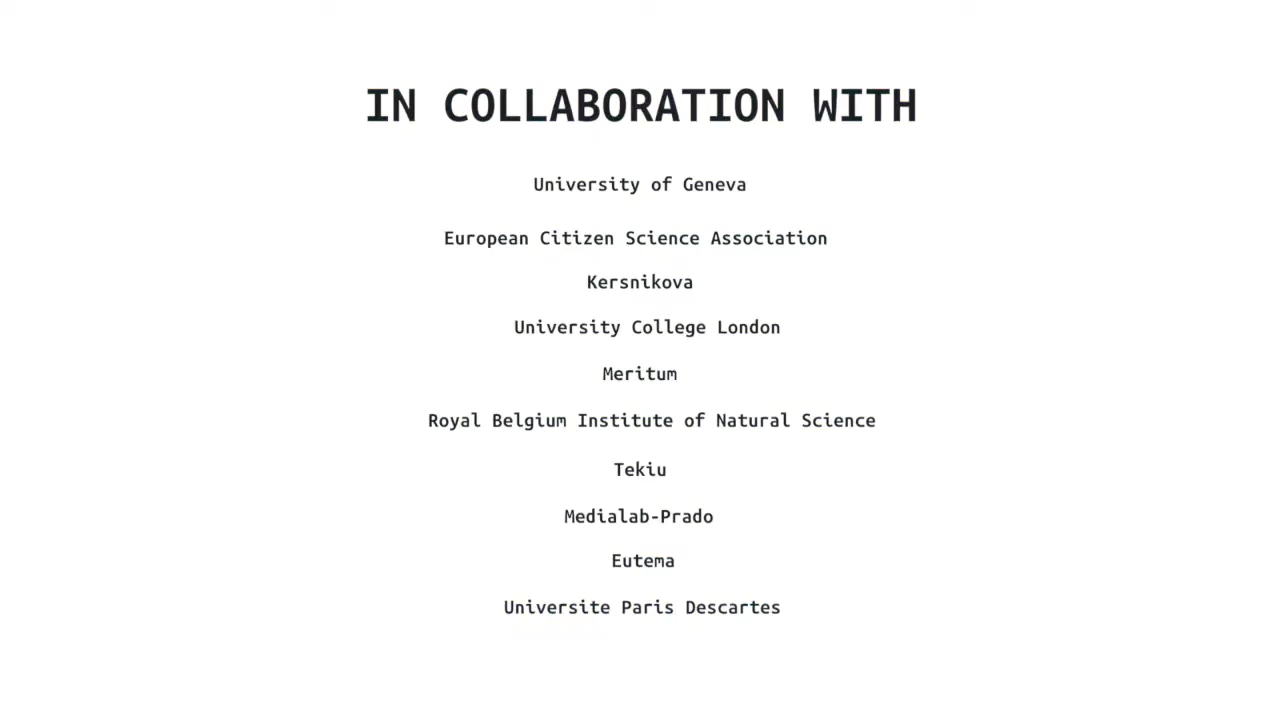 IN COLLABORATION WITH
University of Geneva
European Citizen Science Association
Kersnikova
University College London
Meritum
Royal Belgium Institute of Natural Science
Tekiu
Medialab-Prado
Eutema
Universite Paris Descartes